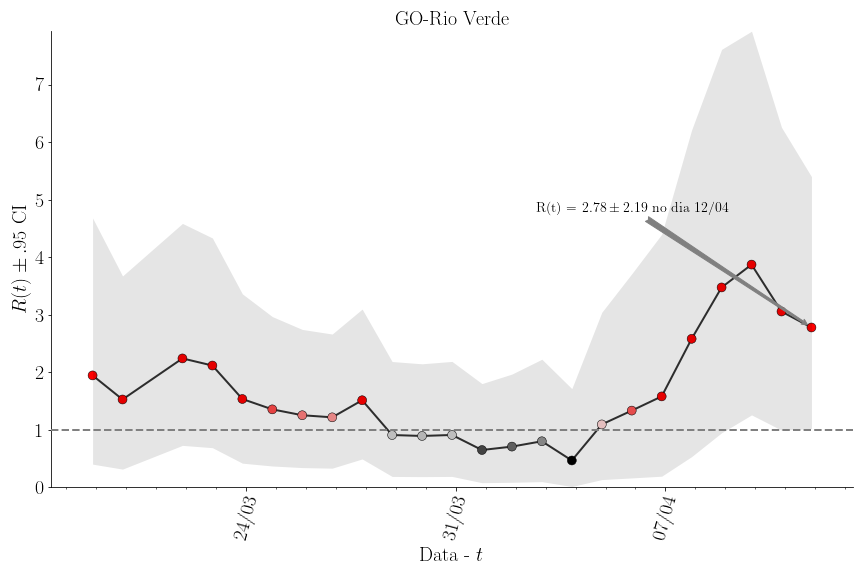 GO-Rio Verde
7
6
5
4
3
2
1
0
R(t) ± .95 CI
R(t) = 2.78 ± 2.19 no dia 12/04
24/03
31/03
07/04
Data - t